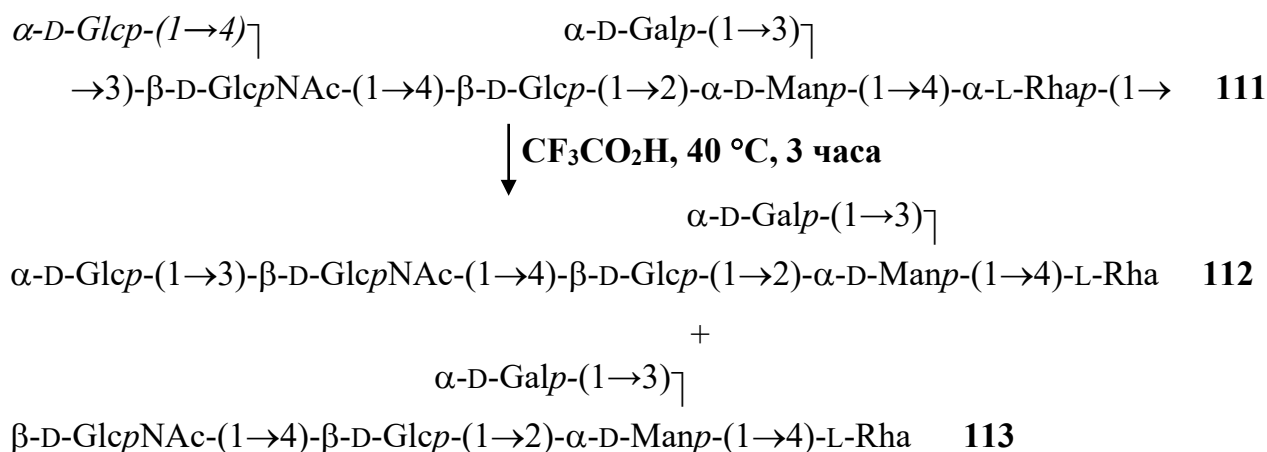 α-D-Glcp-(1→4)┐ α-D-Galp-(1→3)┐
→3)-β-D-GlcpNAc-(1→4)-β-D-Glcp-(1→2)-α-D-Manp-(1→4)-α-L-Rhap-(1→ 111
CF₃CO₂H, 40 °C, 3 часа
α-D-Galp-(1→3)┐
α-D-Glcp-(1→3)-β-D-GlcpNAc-(1→4)-β-D-Glcp-(1→2)-α-D-Manp-(1→4)-L-Rha 112
+
α-D-Galp-(1→3)┐
β-D-GlcpNAc-(1→4)-β-D-Glcp-(1→2)-α-D-Manp-(1→4)-L-Rha 113